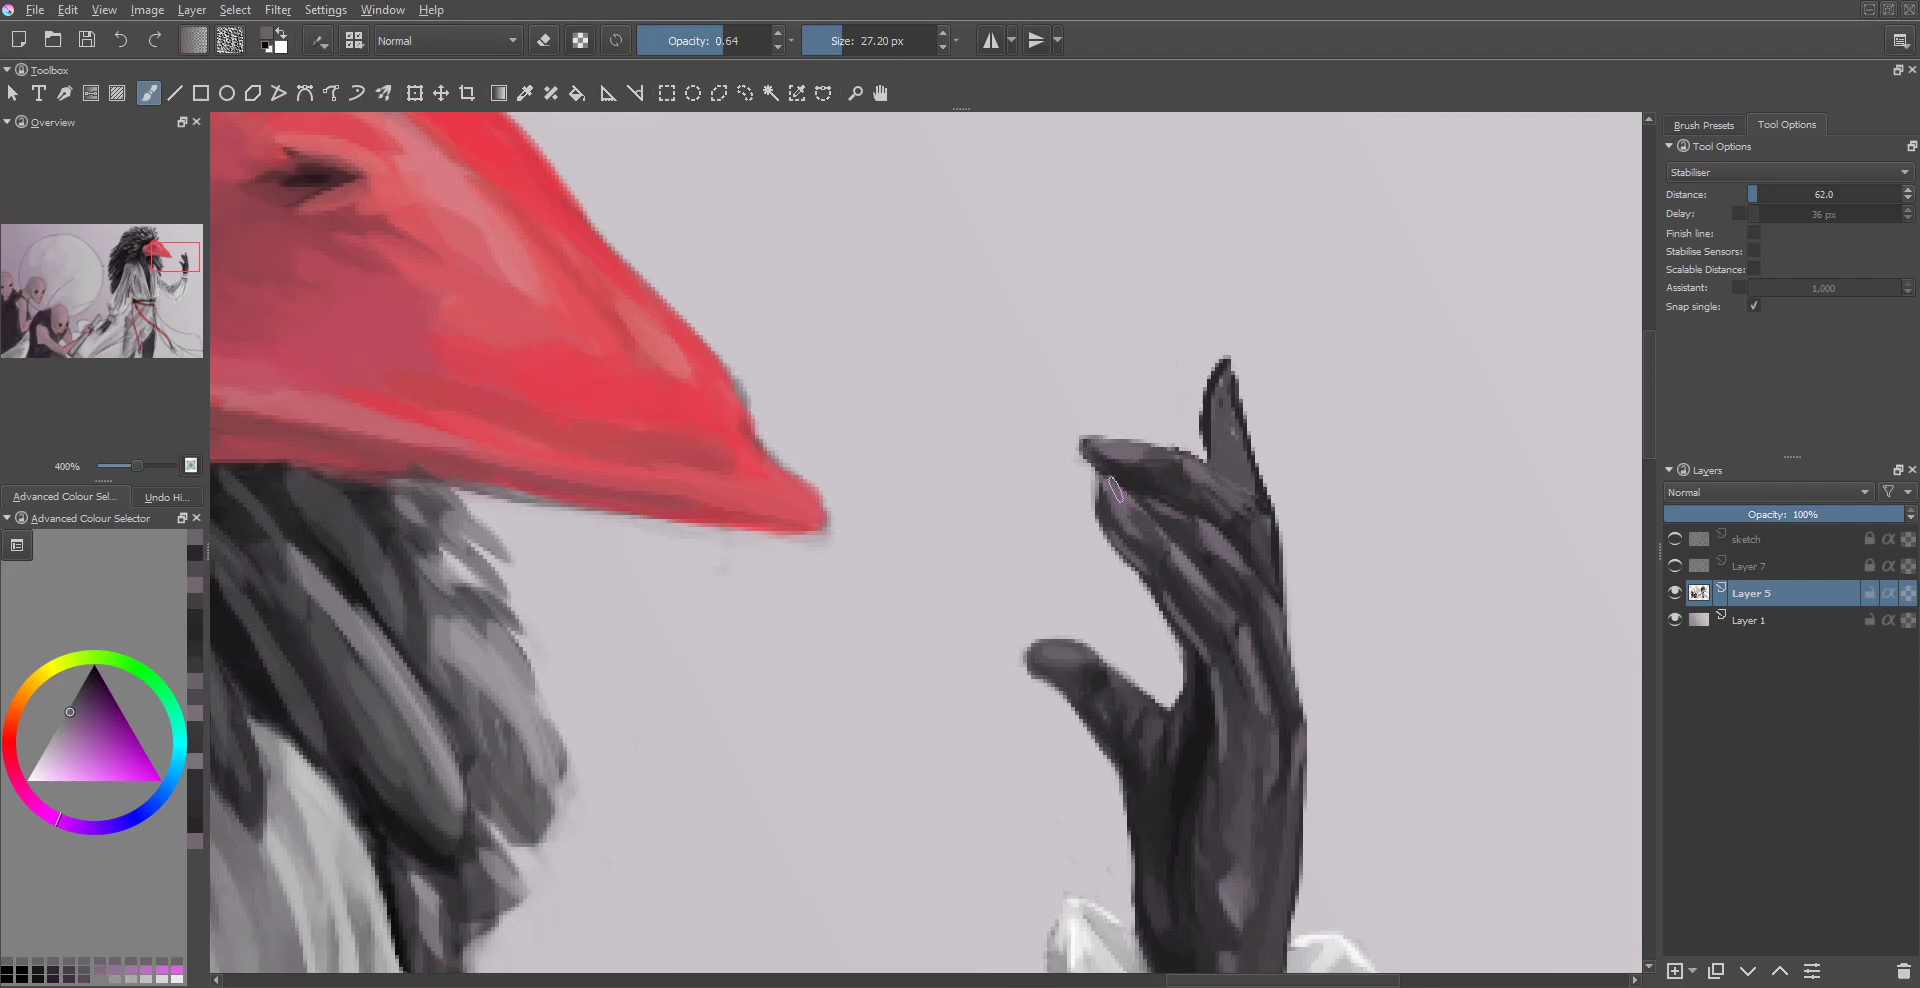 File Edit View Image Layer Select Filter Settings Window Help
Normal Opacity: 0.64 Size: 27.20 px
Toolbox
Overview
400%
Advanced Colour Sel... Undo Hi...
Advanced Colour Selector
Brush Presets Tool Options
Tool Options
Stabiliser
Distance: 62.0
Delay: 36 px
Finish line:
Stabilise Sensors:
Scalable Distance:
Assistant: 1,000
Snap single:
Layers
Normal
Opacity: 100%
sketch
Layer 7
Layer 5
Layer 1